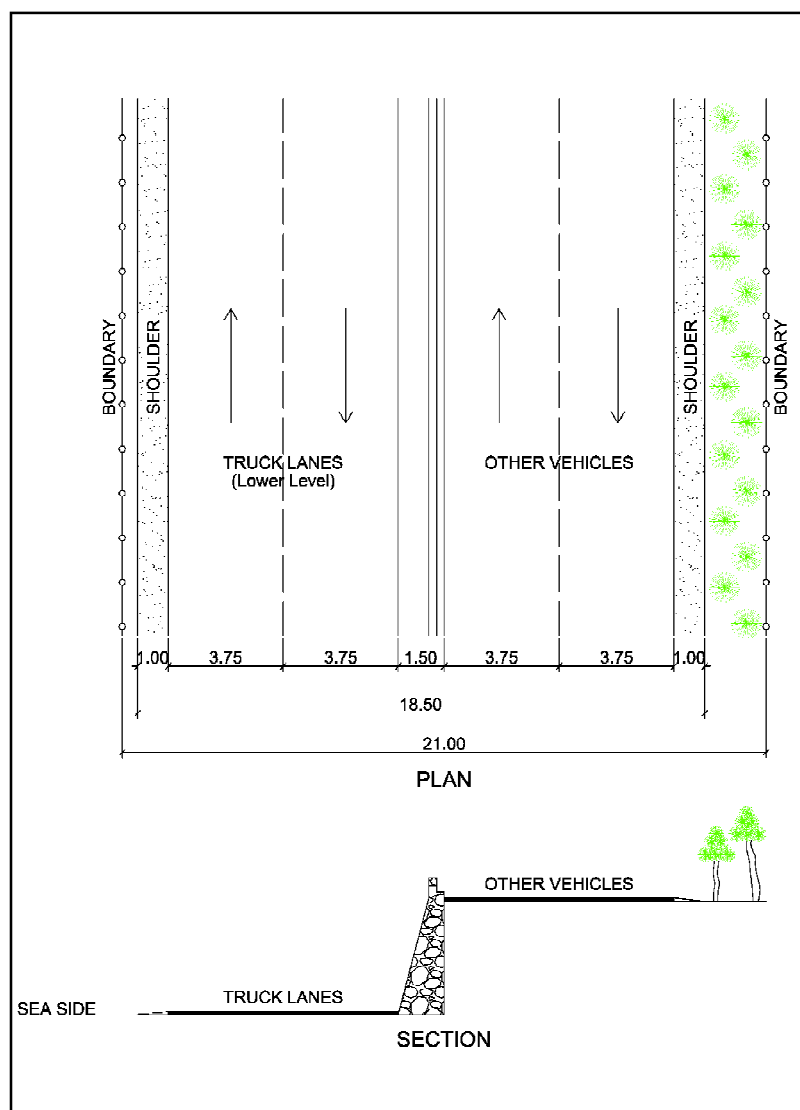 BOUNDARY
SHOULDER
TRUCK LANES
(Lower Level)
OTHER VEHICLES
SHOULDER
BOUNDARY
1.00 3.75 3.75 1.50 3.75 3.75 1.00
18.50
21.00
PLAN
OTHER VEHICLES
TRUCK LANES
SEA SIDE
SECTION